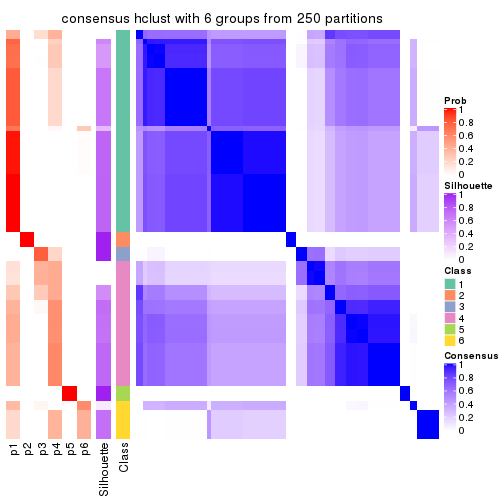 consensus hclust with 6 groups from 250 partitions
Prob
1
0.8
0.6
0.4
0.2
0
Silhouette
1
0.8
0.6
0.4
0.2
0
Class
1
2
3
4
5
6
Consensus
1
0.8
0.6
0.4
0.2
0
p1
p2
p3
p4
p5
p6
Silhouette
Class